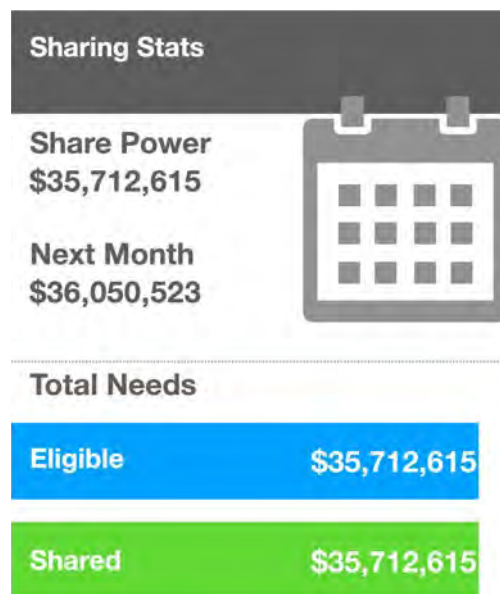 Sharing Stats
Share Power
$35,712,615
Next Month
$36,050,523
Total Needs
Eligible $35,712,615
Shared $35,712,615